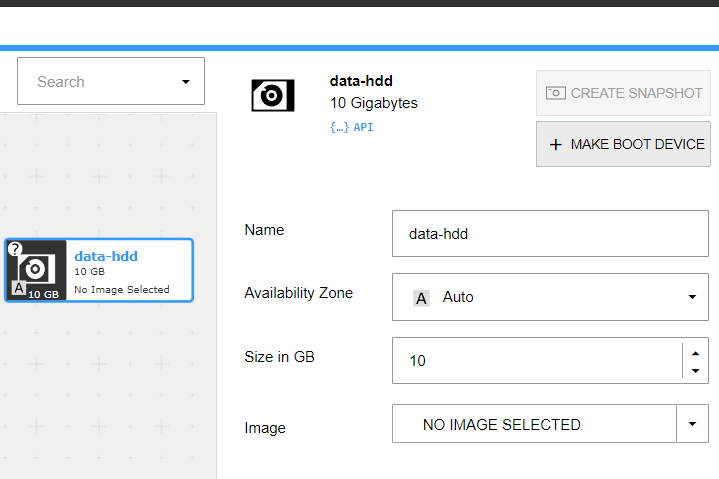 Search
data-hdd
10 Gigabytes
{…} API
CREATE SNAPSHOT
+ MAKE BOOT DEVICE
?
A
10 GB
data-hdd
10 GB
No Image Selected
Name
data-hdd
Availability Zone
A Auto
Size in GB
10
Image
NO IMAGE SELECTED